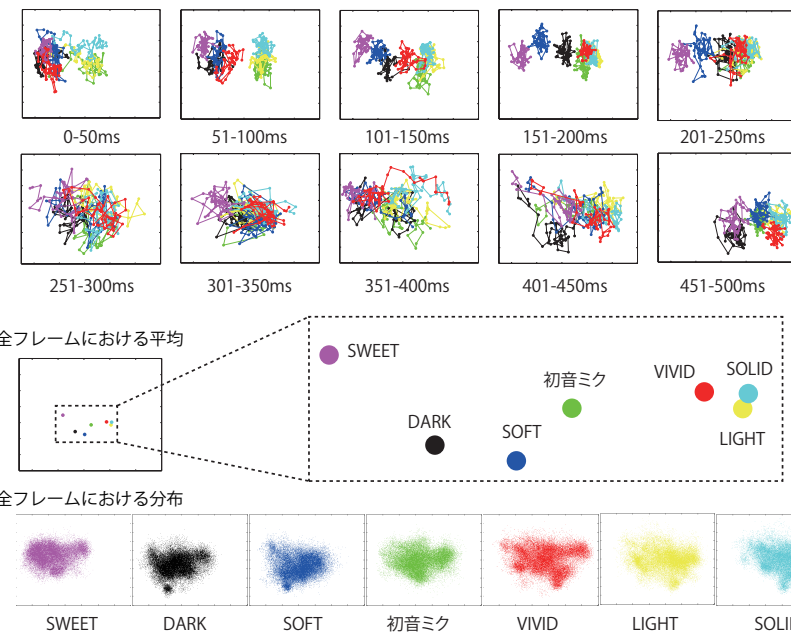 0-50ms
51-100ms
101-150ms
151-200ms
201-250ms
251-300ms
301-350ms
351-400ms
401-450ms
451-500ms
全フレームにおける平均
SWEET
DARK
SOFT
初音ミク
VIVID
SOLID
LIGHT
全フレームにおける分布
SWEET
DARK
SOFT
初音ミク
VIVID
LIGHT
SOLID